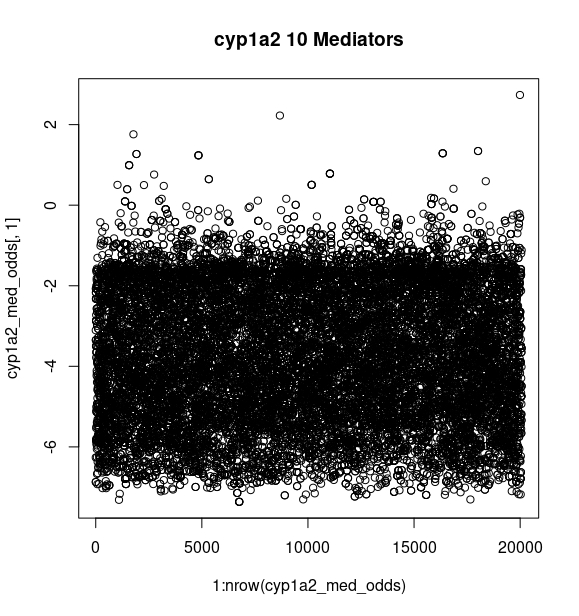 cyp1a2 10 Mediators
2
0
-2
-4
-6
cyp1a2_med_odds[, 1]
0 5000 10000 15000 20000
1:nrow(cyp1a2_med_odds)